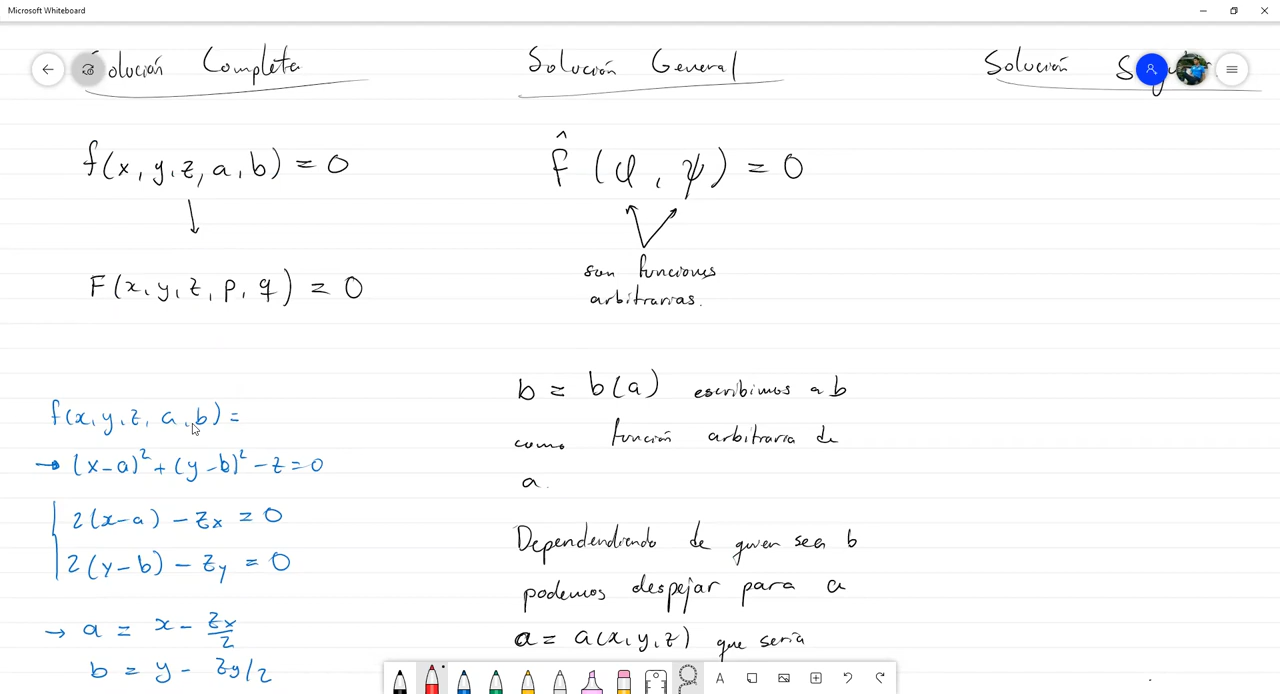 Microsoft Whiteboard
Solución Completa
f(x, y, z, a, b) = 0
F(x, y, z, p, q) = 0
f(x, y, z, a, b) =
→ (x-a)² + (y-b)² - z = 0
2(x-a) - zx = 0
2(y-b) - zy = 0
→ a = x - zx/2
b = y - zy/2
Solución General
f̂ (φ, ψ) = 0
son funciones
arbitrarias.
b = b(a) escribimos a b
como función arbitraria de
a.
Dependendiendo de quien sea b
podemos despejar para a
a = a(x, y, z) que sería
Solución
A